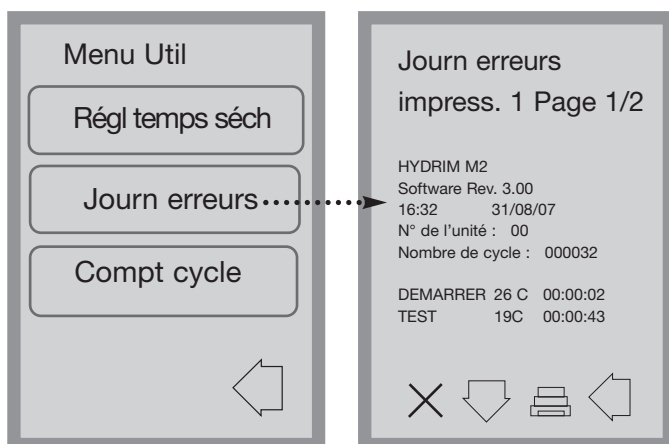 Menu Util
Régl temps séch
Journ erreurs
Compt cycle
Journ erreurs
impress. 1 Page 1/2
HYDRIM M2
Software Rev. 3.00
16:32 31/08/07
N° de l'unité : 00
Nombre de cycle : 000032
DEMARRER 26 C 00:00:02
TEST 19C 00:00:43